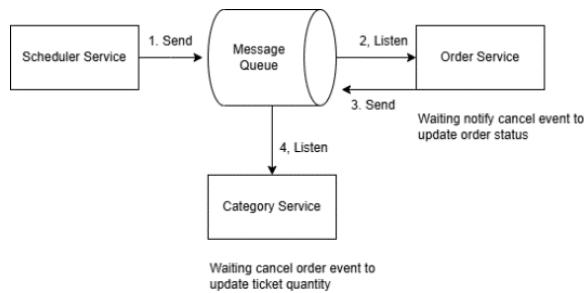 1. Send
2, Listen
Scheduler Service
Message
Queue
Order Service
3. Send
Waiting notify cancel event to
update order status
4, Listen
Category Service
Waiting cancel order event to
update ticket quantity